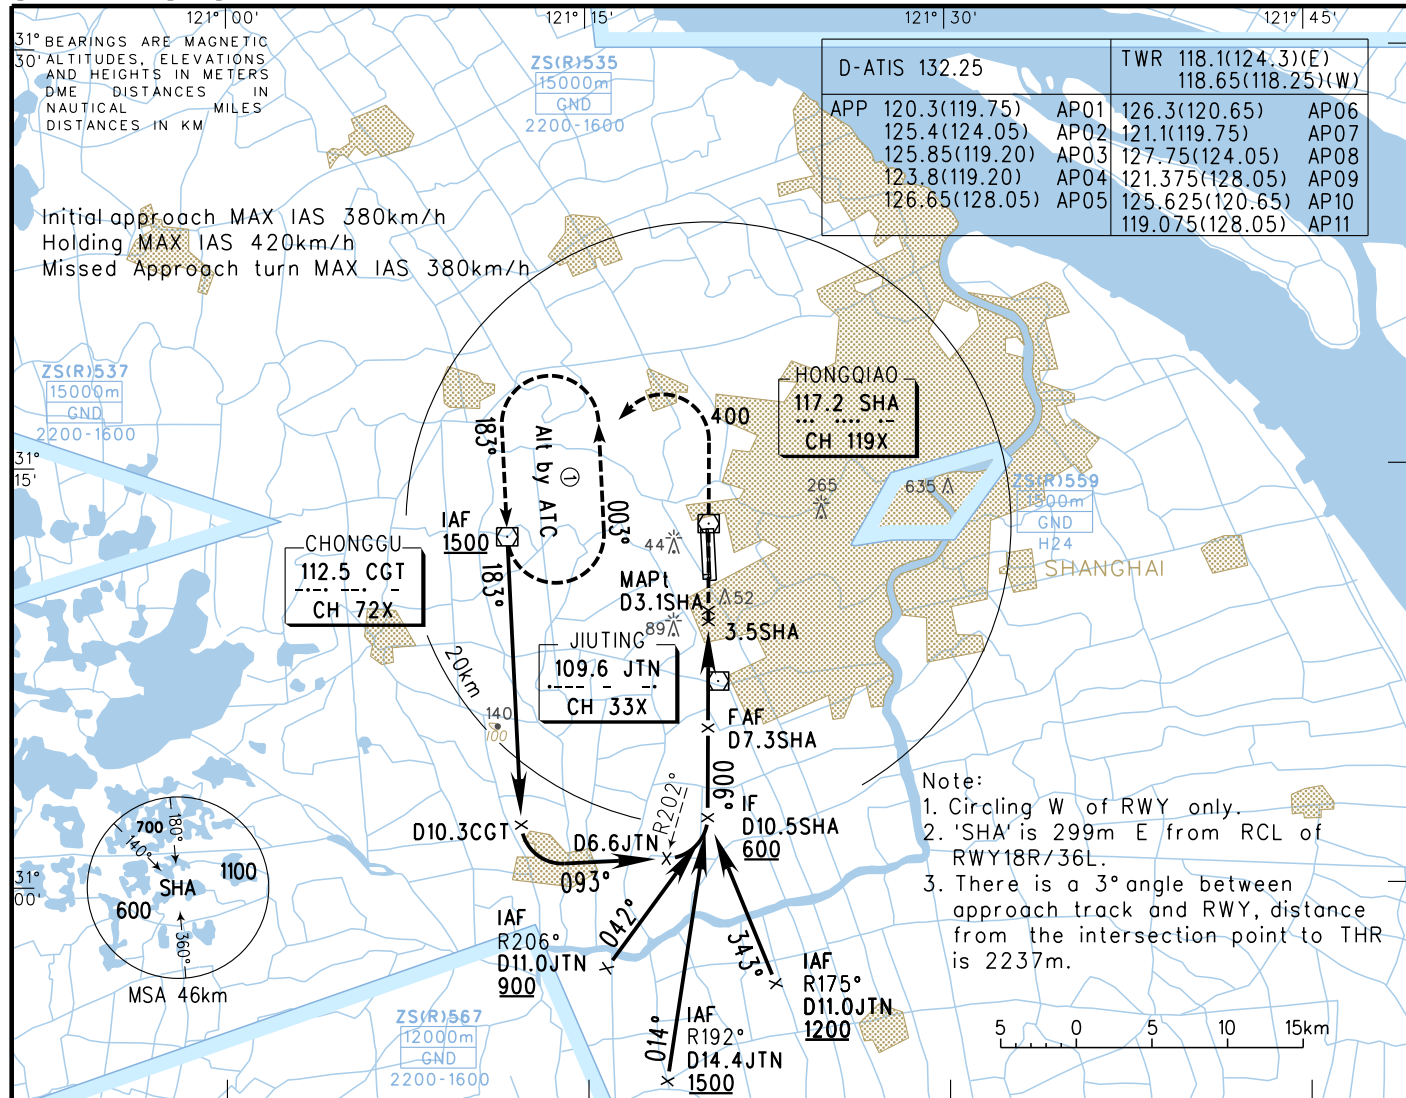 121° 00'
121° 15'
121° 30'
121° 45'
31°
30'
BEARINGS ARE MAGNETIC
ALTITUDES, ELEVATIONS
AND HEIGHTS IN METERS
DME DISTANCES IN
NAUTICAL MILES
DISTANCES IN KM
ZS(R)535
15000m
GND
2200-1600
D-ATIS 132.25
TWR 118.1(124.3)(E)
118.65(118.25)(W)
APP 120.3(119.75) AP01
125.4(124.05) AP02
125.85(119.20) AP03
123.8(119.20) AP04
126.65(128.05) AP05
126.3(120.65) AP06
121.1(119.75) AP07
127.75(124.05) AP08
121.375(128.05) AP09
125.625(120.65) AP10
119.075(128.05) AP11
Initial approach MAX IAS 380km/h
Holding MAX IAS 420km/h
Missed Approach turn MAX IAS 380km/h
ZS(R)537
15000m
GND
2200-1600
31°
15'
HONGQIAO
117.2 SHA
CH 119X
400
183°
Alt by ATC
①
003°
265
635
ZS(R)559
1500m
GND
H24
SHANGHAI
IAF
1500
CHONGGU
112.5 CGT
CH 72X
183°
44
MAPt
D3.1SHA
52
89
3.5SHA
JIUTING
109.6 JTN
CH 33X
20km
140
100
FAF
D7.3SHA
006°
R202°
IF
D10.5SHA
600
D10.3CGT
D6.6JTN
093°
Note:
1. Circling W of RWY only.
2. 'SHA' is 299m E from RCL of
RWY18R/36L.
3. There is a 3° angle between
approach track and RWY, distance
from the intersection point to THR
is 2237m.
31°
00'
700
180°
140°
SHA
1100
600
360°
MSA 46km
IAF
R206°
D11.0JTN
900
042°
343°
IAF
R175°
D11.0JTN
1200
014°
IAF
R192°
D14.4JTN
1500
ZS(R)567
12000m
GND
2200-1600
5 0 5 10 15km